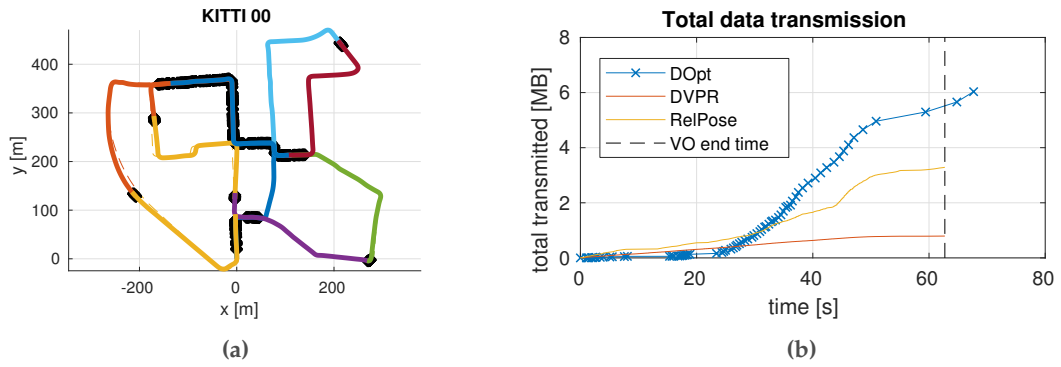 KITTI 00
400
300
200
100
0
y [m]
-200
0
200
x [m]
(a)
Total data transmission
8
6
4
2
0
total transmitted [MB]
DOpt
DVPR
RelPose
VO end time
0
20
40
60
80
time [s]
(b)